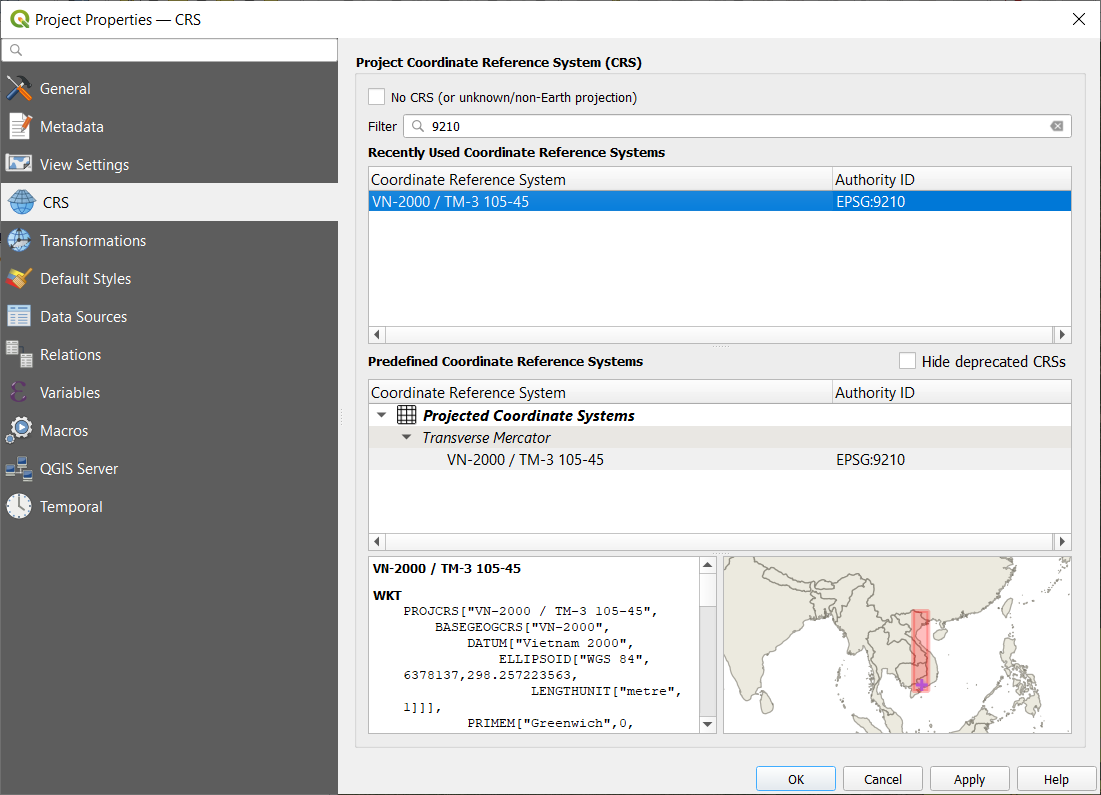 Project Properties — CRS
General
Metadata
View Settings
CRS
Transformations
Default Styles
Data Sources
Relations
Variables
Macros
QGIS Server
Temporal
Project Coordinate Reference System (CRS)
No CRS (or unknown/non-Earth projection)
Filter 9210
Recently Used Coordinate Reference Systems
Coordinate Reference System Authority ID
VN-2000 / TM-3 105-45 EPSG:9210
Predefined Coordinate Reference Systems Hide deprecated CRSs
Coordinate Reference System Authority ID
Projected Coordinate Systems
Transverse Mercator
VN-2000 / TM-3 105-45 EPSG:9210
VN-2000 / TM-3 105-45
WKT
PROJCRS["VN-2000 / TM-3 105-45",
BASEGEOGCRS["VN-2000",
DATUM["Vietnam 2000",
ELLIPSOID["WGS 84",
6378137,298.257223563,
LENGTHUNIT["metre",
1]]],
PRIMEM["Greenwich",0,
OK Cancel Apply Help